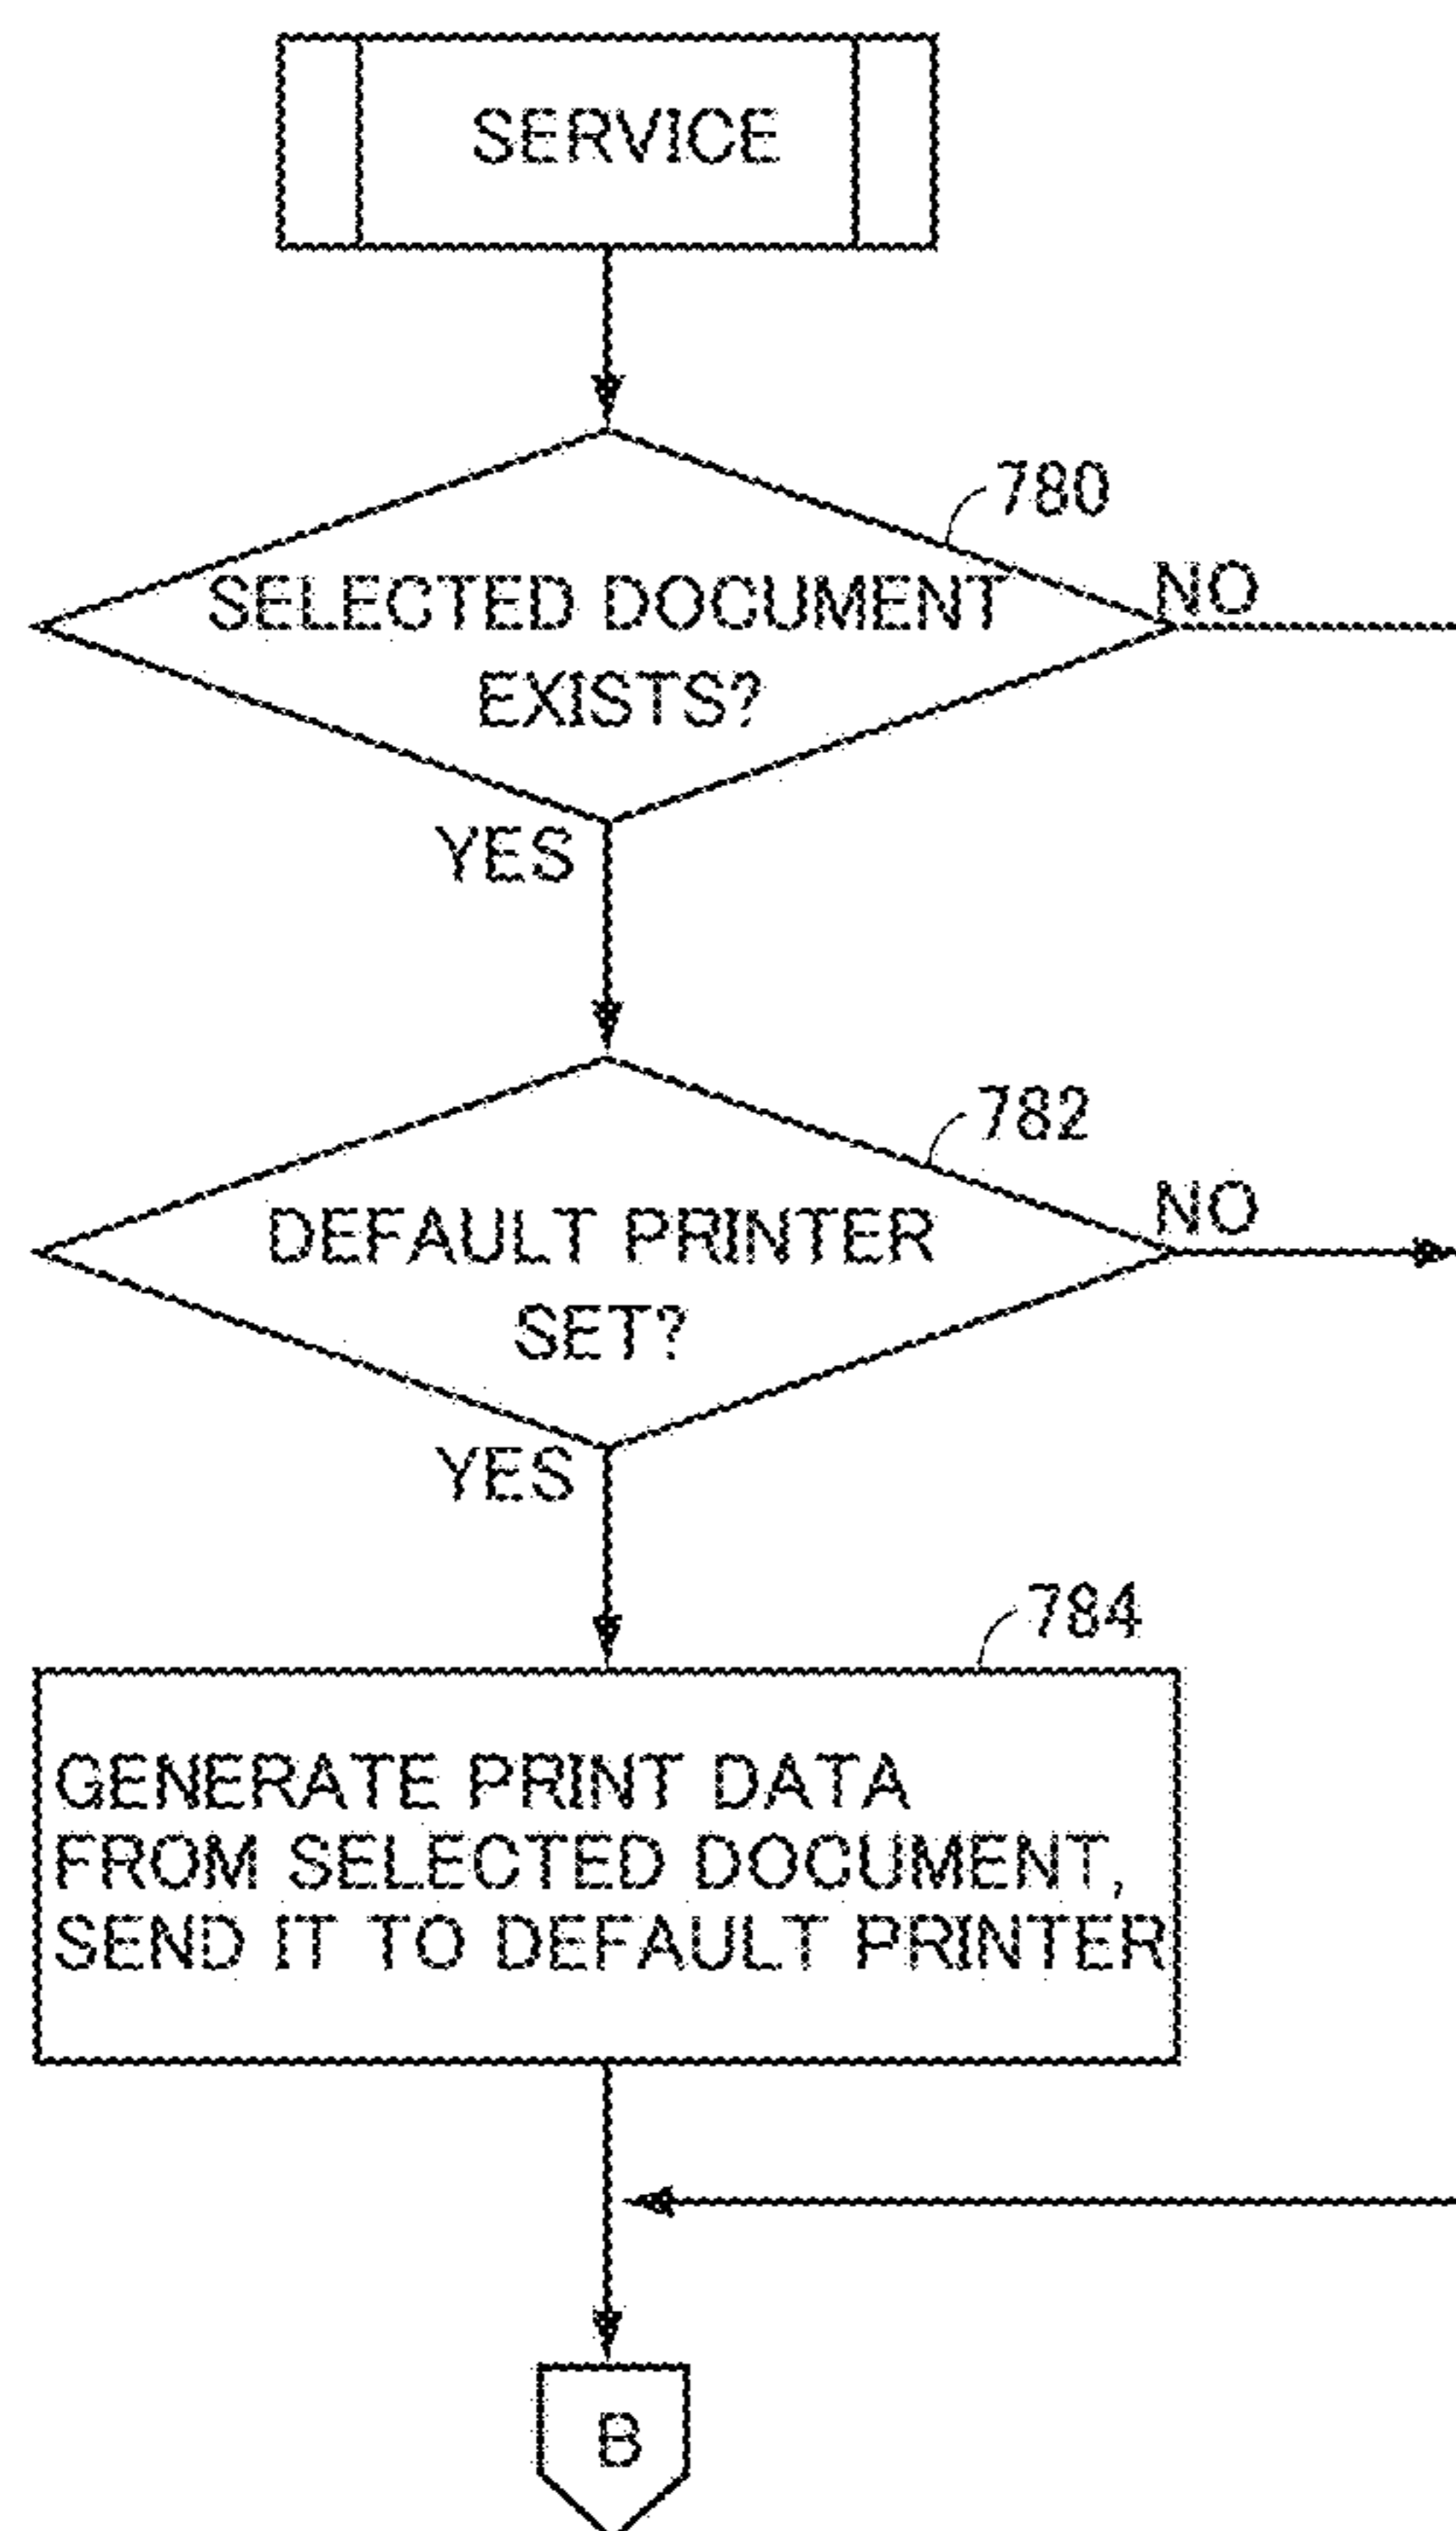 SERVICE
780
SELECTED DOCUMENT
EXISTS?
NO
YES
782
DEFAULT PRINTER
SET?
NO
YES
784
GENERATE PRINT DATA
FROM SELECTED DOCUMENT,
SEND IT TO DEFAULT PRINTER
B